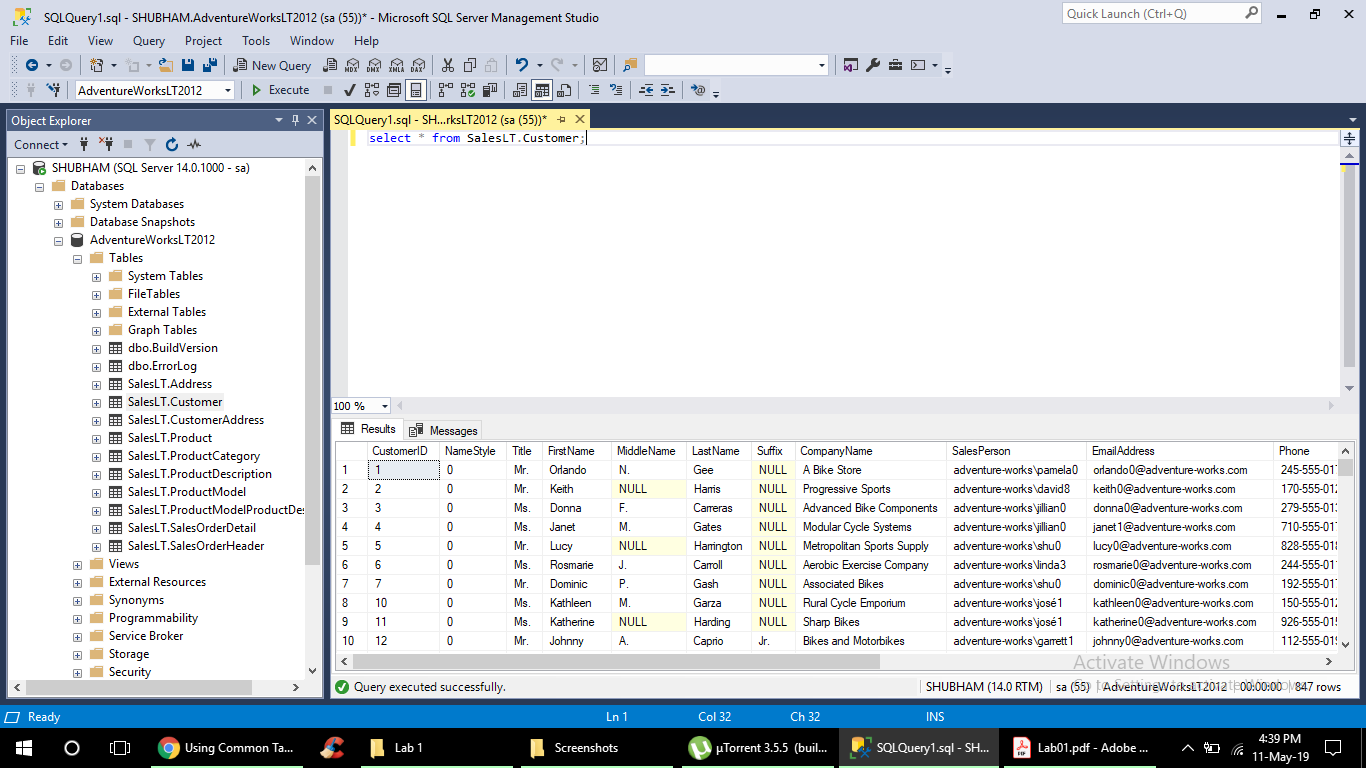 SQLQuery1.sql - SHUBHAM.AdventureWorksLT2012 (sa (55))* - Microsoft SQL Server Management Studio
Quick Launch (Ctrl+Q)
File Edit View Query Project Tools Window Help
New Query MDX DMX XMLA DAX
AdventureWorksLT2012 Execute
Object Explorer
SQLQuery1.sql - SH...rksLT2012 (sa (55))*
Connect
select * from SalesLT.Customer;
SHUBHAM (SQL Server 14.0.1000 - sa)
Databases
System Databases
Database Snapshots
AdventureWorksLT2012
Tables
System Tables
FileTables
External Tables
Graph Tables
dbo.BuildVersion
dbo.ErrorLog
SalesLT.Address
SalesLT.Customer
SalesLT.CustomerAddress
SalesLT.Product
SalesLT.ProductCategory
SalesLT.ProductDescription
SalesLT.ProductModel
SalesLT.ProductModelProductDes
SalesLT.SalesOrderDetail
SalesLT.SalesOrderHeader
Views
External Resources
Synonyms
Programmability
Service Broker
Storage
Security
100 %
Results Messages
CustomerID NameStyle Title FirstName MiddleName LastName Suffix CompanyName SalesPerson EmailAddress Phone
1 1 0 Mr. Orlando N. Gee NULL A Bike Store adventure-works\pamela0 orlando0@adventure-works.com 245-555-01
2 2 0 Mr. Keith NULL Harris NULL Progressive Sports adventure-works\david8 keith0@adventure-works.com 170-555-012
3 3 0 Ms. Donna F. Carreras NULL Advanced Bike Components adventure-works\jillian0 donna0@adventure-works.com 279-555-013
4 4 0 Ms. Janet M. Gates NULL Modular Cycle Systems adventure-works\jillian0 janet1@adventure-works.com 710-555-01
5 5 0 Mr. Lucy NULL Harrington NULL Metropolitan Sports Supply adventure-works\shu0 lucy0@adventure-works.com 828-555-018
6 6 0 Ms. Rosmarie J. Carroll NULL Aerobic Exercise Company adventure-works\linda3 rosmarie0@adventure-works.com 244-555-01
7 7 0 Mr. Dominic P. Gash NULL Associated Bikes adventure-works\shu0 dominic0@adventure-works.com 192-555-01
8 10 0 Ms. Kathleen M. Garza NULL Rural Cycle Emporium adventure-works\josé1 kathleen0@adventure-works.com 150-555-012
9 11 0 Ms. Katherine NULL Harding NULL Sharp Bikes adventure-works\josé1 katherine0@adventure-works.com 926-555-01
10 12 0 Mr. Johnny A. Caprio Jr. Bikes and Motorbikes adventure-works\garrett1 johnny0@adventure-works.com 112-555-01
Activate Windows
Go to Settings to activate Windows.
Query executed successfully. SHUBHAM (14.0 RTM) sa (55) AdventureWorksLT2012 00:00:00 847 rows
Ready Ln 1 Col 32 Ch 32 INS
Using Common Ta... Lab 1 Screenshots µTorrent 3.5.5 (buil... SQLQuery1.sql - SH... Lab01.pdf - Adobe ...
4:39 PM
11-May-19